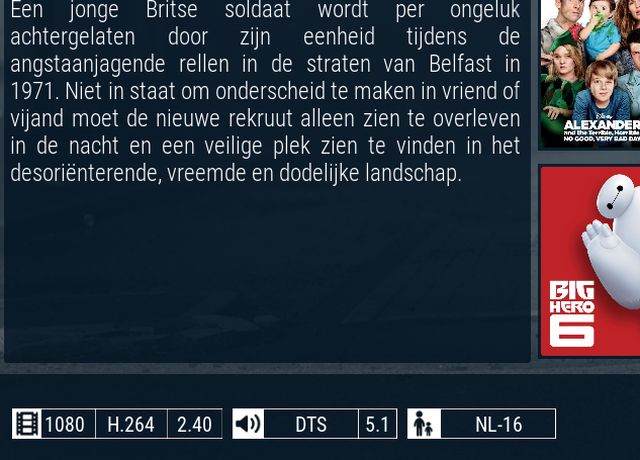 Een jonge Britse soldaat wordt per ongeluk
achtergelaten door zijn eenheid tijdens de
angstaanjagende rellen in de straten van Belfast in
1971. Niet in staat om onderscheid te maken in vriend of
vijand moet de nieuwe rekruut alleen zien te overleven
in de nacht en een veilige plek zien te vinden in het
desoriënterende, vreemde en dodelijke landschap.
Disney
ALEXANDER
and the Terrible, Horrible
NO GOOD, VERY BAD DAY
BIG
HERO
6
1080 H.264 2.40 DTS 5.1 NL-16